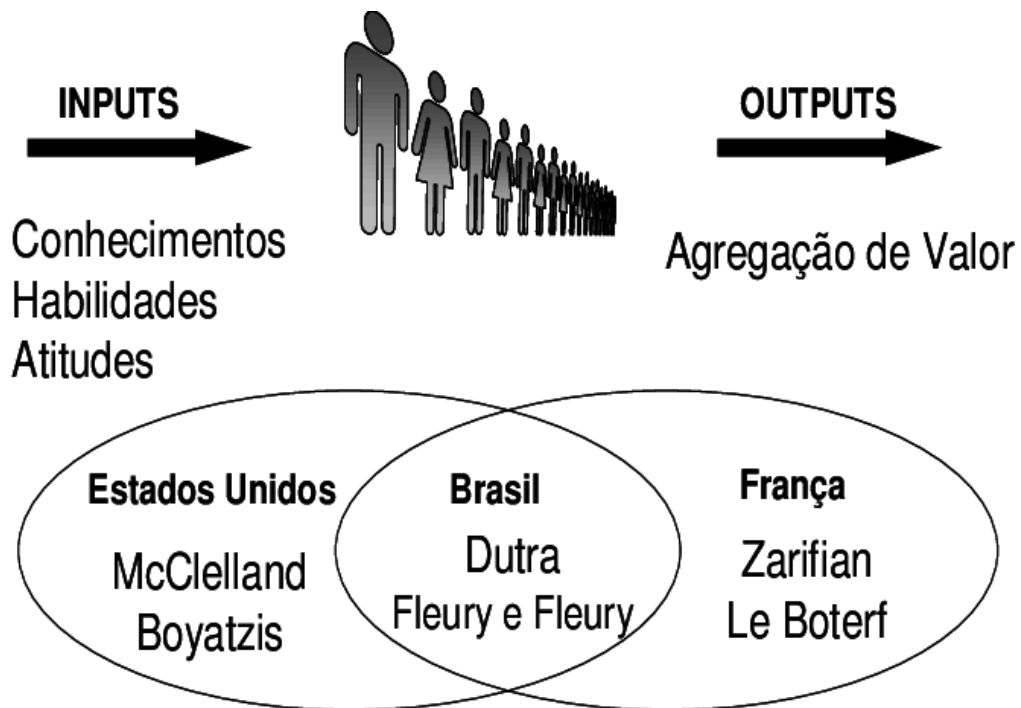 INPUTS
OUTPUTS
Conhecimentos
Habilidades
Atitudes
Agregação de Valor
Estados Unidos
McClelland
Boyatzis
Brasil
Dutra
Fleury e Fleury
França
Zarifian
Le Boterf